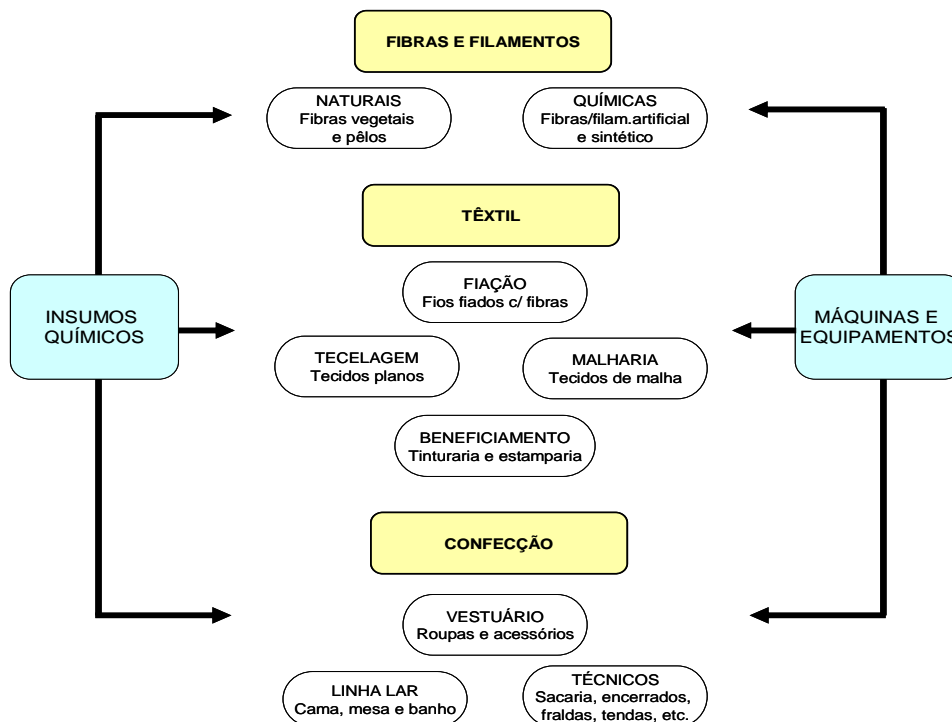 FIBRAS E FILAMENTOS
NATURAIS
Fibras vegetais
e pêlos
QUÍMICAS
Fibras/filam.artificial
e sintético
TÊXTIL
FIAÇÃO
Fios fiados c/ fibras
INSUMOS
QUÍMICOS
MÁQUINAS E
EQUIPAMENTOS
TECELAGEM
Tecidos planos
MALHARIA
Tecidos de malha
BENEFICIAMENTO
Tinturaria e estamparia
CONFECÇÃO
VESTUÁRIO
Roupas e acessórios
LINHA LAR
Cama, mesa e banho
TÉCNICOS
Sacaria, encerrados,
fraldas, tendas, etc.